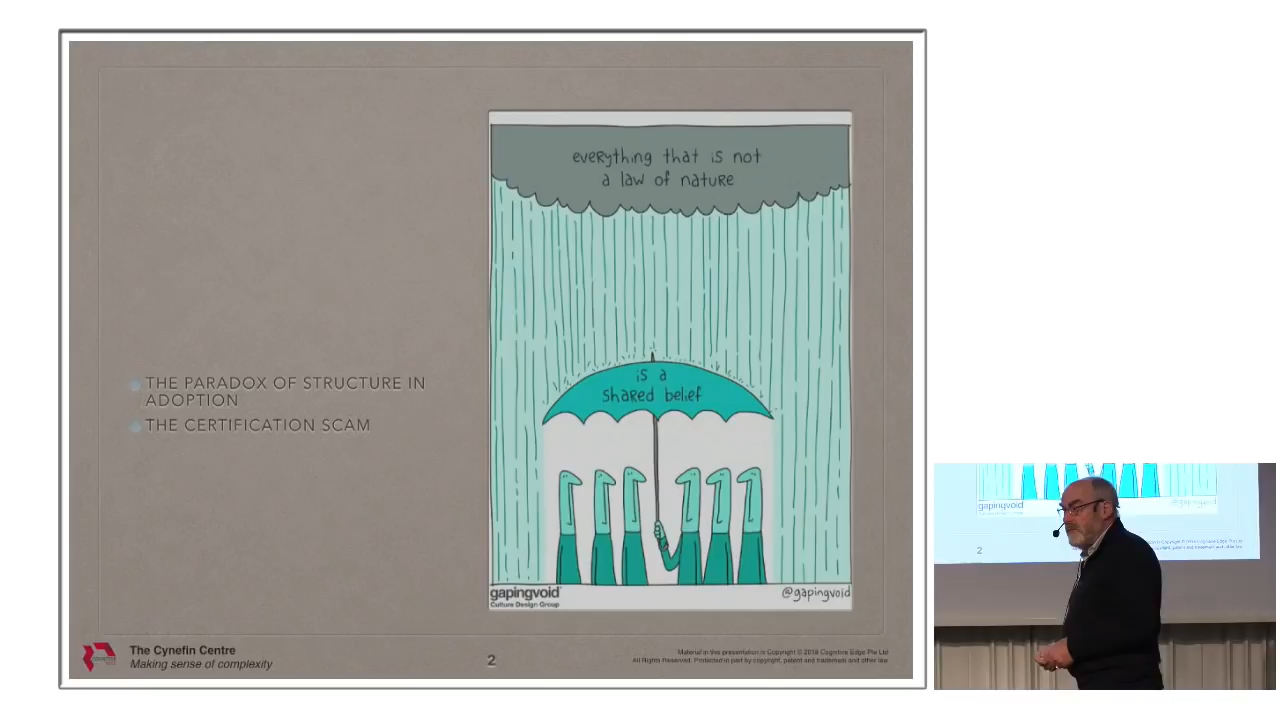 everything that is not
a law of nature
is a
shared belief
THE PARADOX OF STRUCTURE IN
ADOPTION
THE CERTIFICATION SCAM
gapingvoid
Culture Design Group
@gapingvoid
The Cynefin Centre
Making sense of complexity
2
Material in this presentation is Copyright © 2018 Cognitive Edge Pte Ltd
All Rights Reserved. Protected in part by copyright, patent and trademark and other law
gapingvoid
@gapingvoid
2